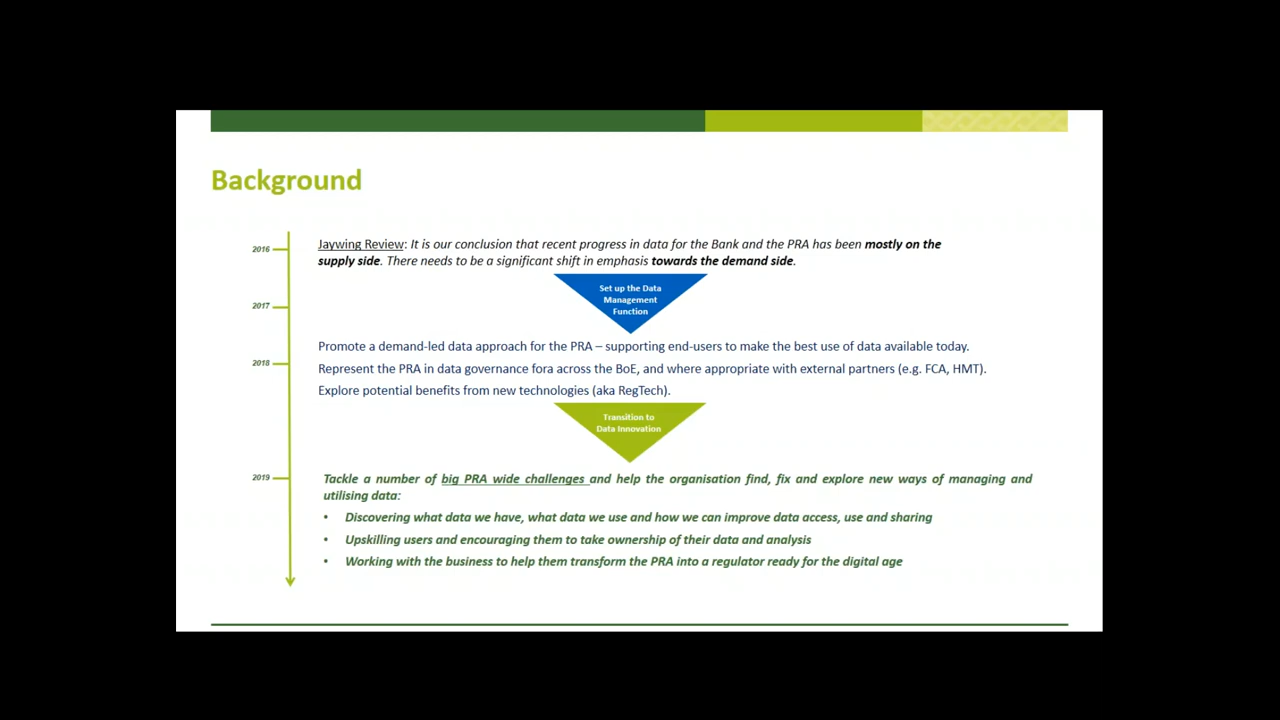 Background
2016
Jaywing Review: It is our conclusion that recent progress in data for the Bank and the PRA has been mostly on the
supply side. There needs to be a significant shift in emphasis towards the demand side.
Set up the Data
Management
Function
2017
Promote a demand-led data approach for the PRA – supporting end-users to make the best use of data available today.
2018
Represent the PRA in data governance fora across the BoE, and where appropriate with external partners (e.g. FCA, HMT).
Explore potential benefits from new technologies (aka RegTech).
Transition to
Data Innovation
2019
Tackle a number of big PRA wide challenges and help the organisation find, fix and explore new ways of managing and
utilising data:
• Discovering what data we have, what data we use and how we can improve data access, use and sharing
• Upskilling users and encouraging them to take ownership of their data and analysis
• Working with the business to help them transform the PRA into a regulator ready for the digital age